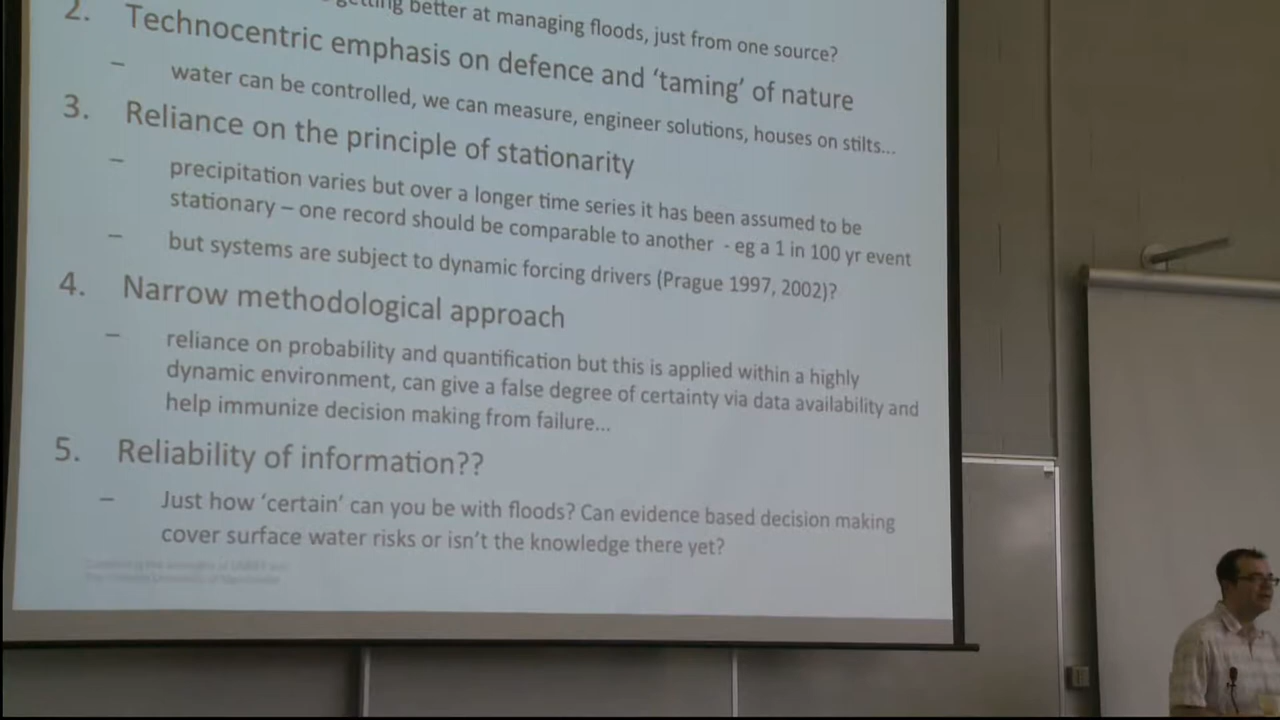 getting better at managing floods, just from one source?
2. Technocentric emphasis on defence and ‘taming’ of nature
– water can be controlled, we can measure, engineer solutions, houses on stilts...
3. Reliance on the principle of stationarity
– precipitation varies but over a longer time series it has been assumed to be
stationary – one record should be comparable to another - eg a 1 in 100 yr event
– but systems are subject to dynamic forcing drivers (Prague 1997, 2002)?
4. Narrow methodological approach
– reliance on probability and quantification but this is applied within a highly
dynamic environment, can give a false degree of certainty via data availability and
help immunize decision making from failure...
5. Reliability of information??
– Just how ‘certain’ can you be with floods? Can evidence based decision making
cover surface water risks or isn’t the knowledge there yet?